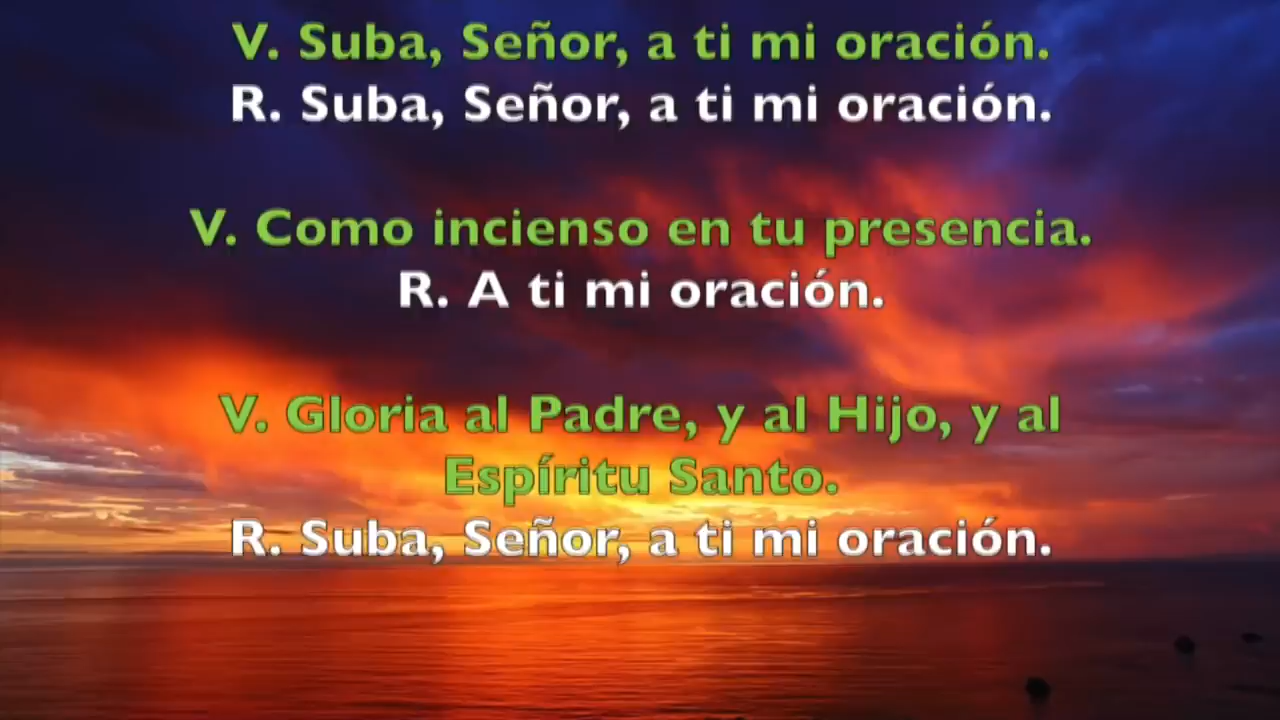 V. Suba, Señor, a ti mi oración.
R. Suba, Señor, a ti mi oración.
V. Como incienso en tu presencia.
R. A ti mi oración.
V. Gloria al Padre, y al Hijo, y al
Espíritu Santo.
R. Suba, Señor, a ti mi oración.